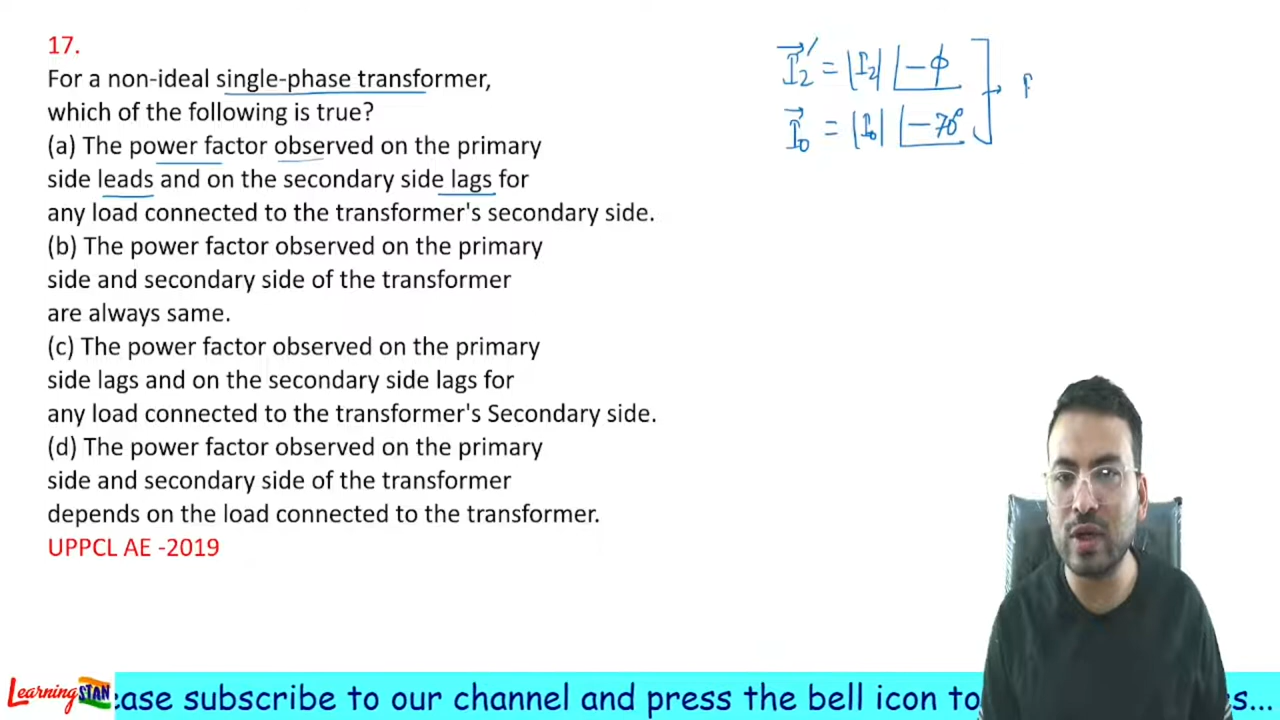 17.
For a non-ideal single-phase transformer,
which of the following is true?
(a) The power factor observed on the primary
side leads and on the secondary side lags for
any load connected to the transformer's secondary side.
(b) The power factor observed on the primary
side and secondary side of the transformer
are always same.
(c) The power factor observed on the primary
side lags and on the secondary side lags for
any load connected to the transformer's Secondary side.
(d) The power factor observed on the primary
side and secondary side of the transformer
depends on the load connected to the transformer.
UPPCL AE -2019
I₂′ = |I₂| ∠-ϕ
I₀ = |I₀| ∠-70°
LearningSTAN
ease subscribe to our channel and press the bell icon to s...